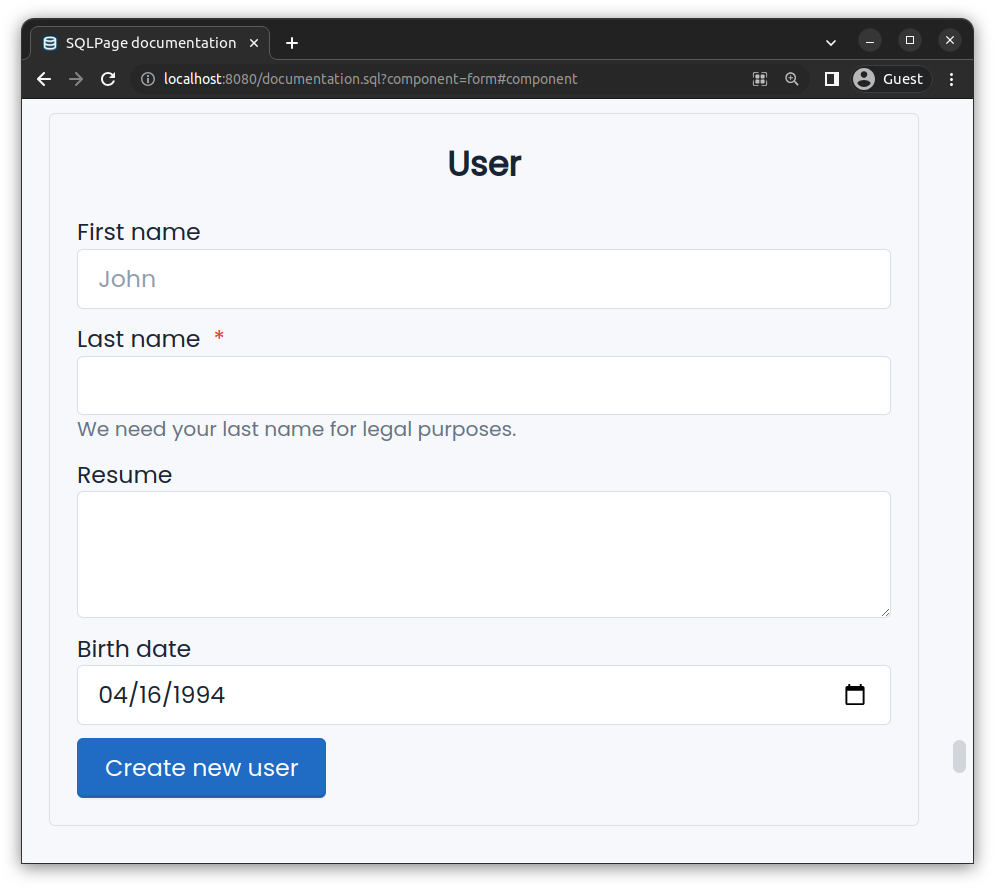 SQLPage documentation
localhost:8080/documentation.sql?component=form#component
Guest
User
First name
John
Last name *
We need your last name for legal purposes.
Resume
Birth date
04/16/1994
Create new user